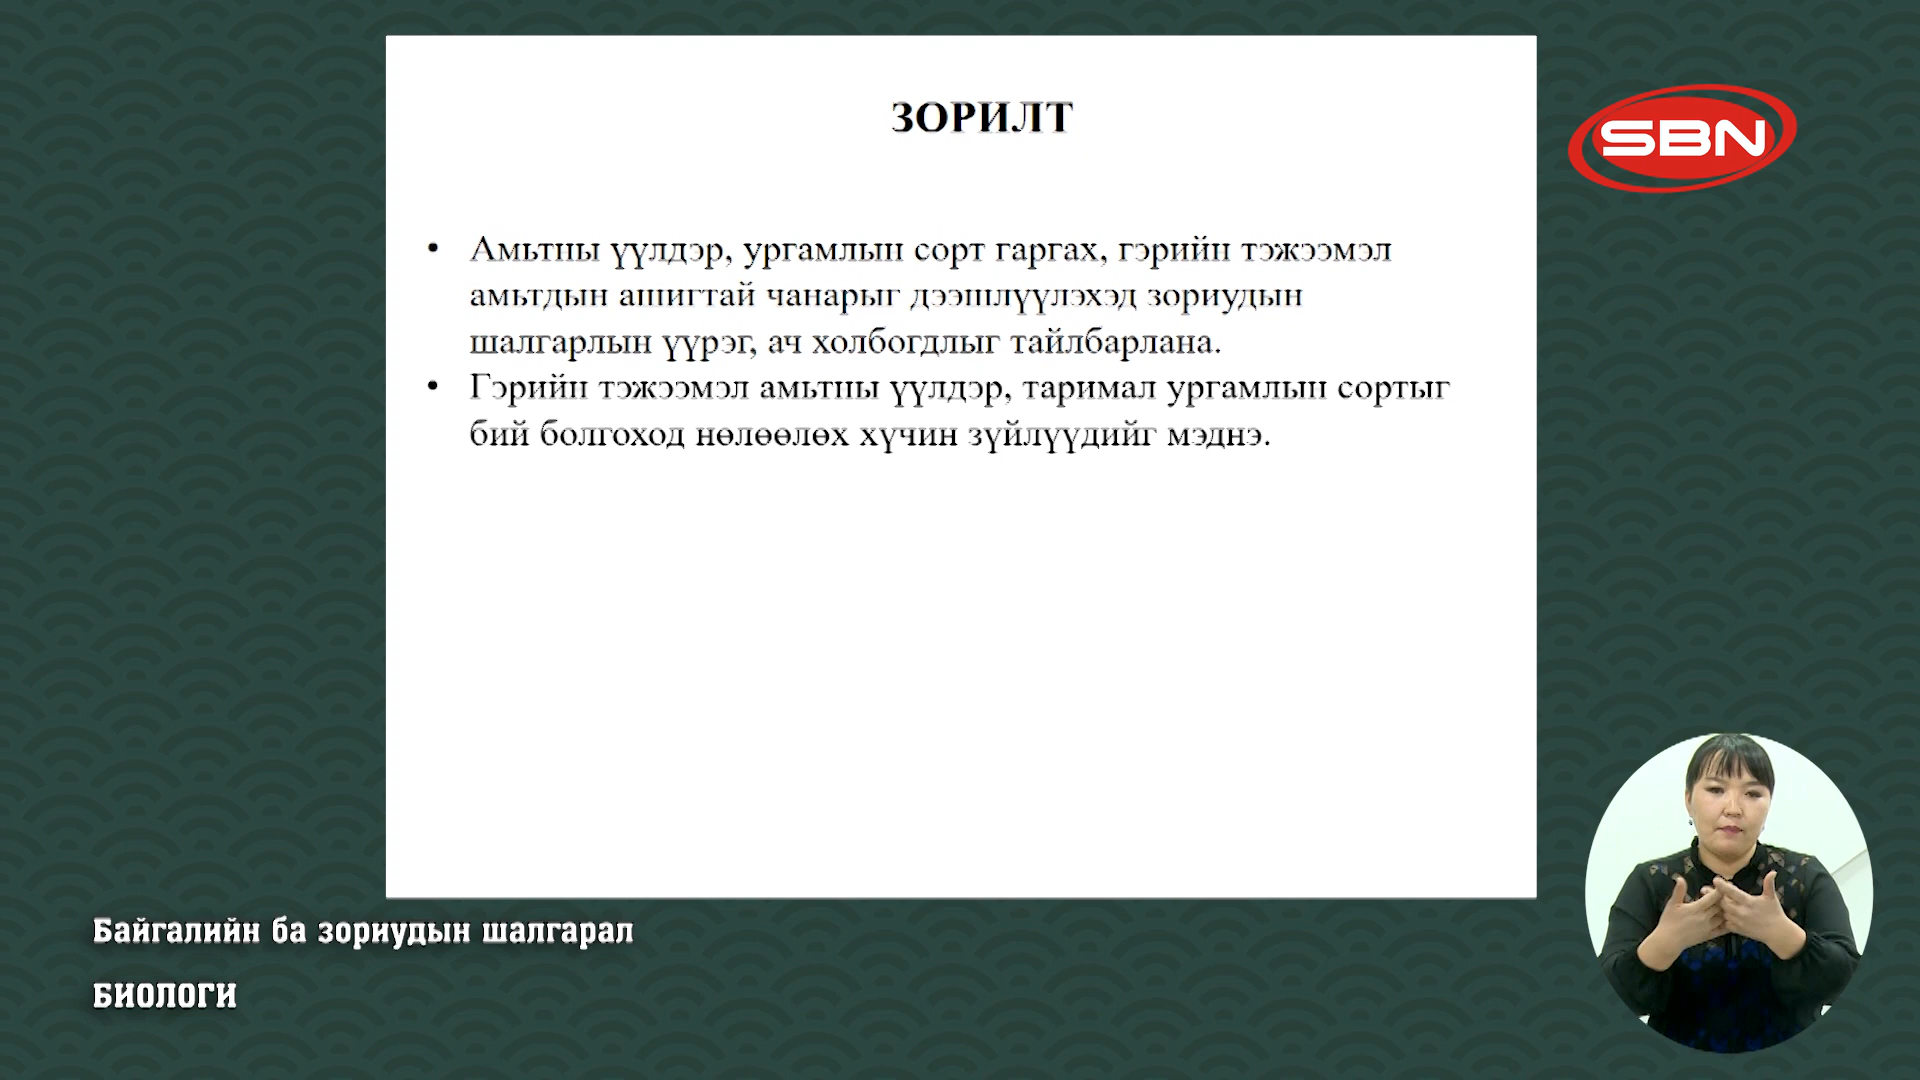 ЗОРИЛТ
SBN
• Амьтны үүлдэр, ургамлын сорт гаргах, гэрийн тэжээмэл
амьтдын ашигтай чанарыг дээшлүүлэхэд зориудын
шалгарлын үүрэг, ач холбогдлыг тайлбарлана.
• Гэрийн тэжээмэл амьтны үүлдэр, таримал ургамлын сортыг
бий болгоход нөлөөлөх хүчин зүйлүүдийг мэднэ.
Байгалийн ба зориудын шалгарал
БИОЛОГИ